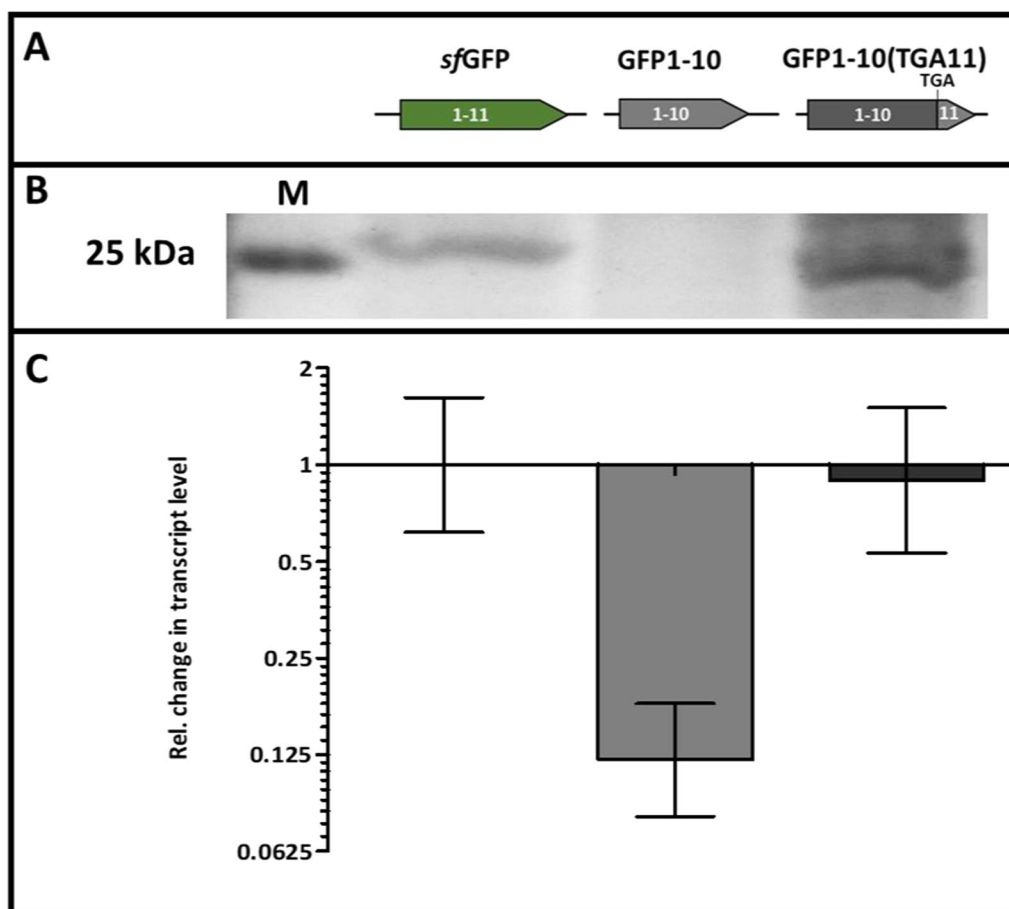 A
sfGFP GFP1-10 GFP1-10(TGA11)
TGA
1-11 1-10 1-10 11
B
M
25 kDa
C
Rel. change in transcript level
2
1
0.5
0.25
0.125
0.0625